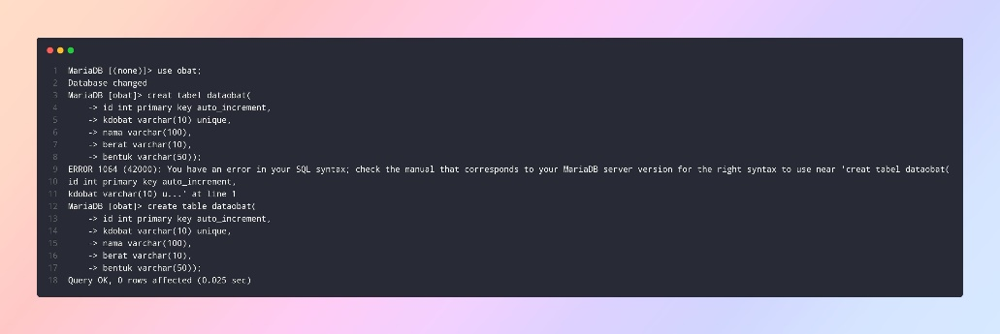 1 MariaDB [(none)]> use obat;
2 Database changed
3 MariaDB [obat]> creat tabel dataobat(
4     -> id int primary key auto_increment,
5     -> kdobat varchar(10) unique,
6     -> nama varchar(100),
7     -> berat varchar(10),
8     -> bentuk varchar(50));
9 ERROR 1064 (42000): You have an error in your SQL syntax; check the manual that corresponds to your MariaDB server version for the right syntax to use near 'creat tabel dataobat(
10 id int primary key auto_increment,
11 kdobat varchar(10) u...' at line 1
12 MariaDB [obat]> create table dataobat(
13     -> id int primary key auto_increment,
14     -> kdobat varchar(10) unique,
15     -> nama varchar(100),
16     -> berat varchar(10),
17     -> bentuk varchar(50));
18 Query OK, 0 rows affected (0.025 sec)